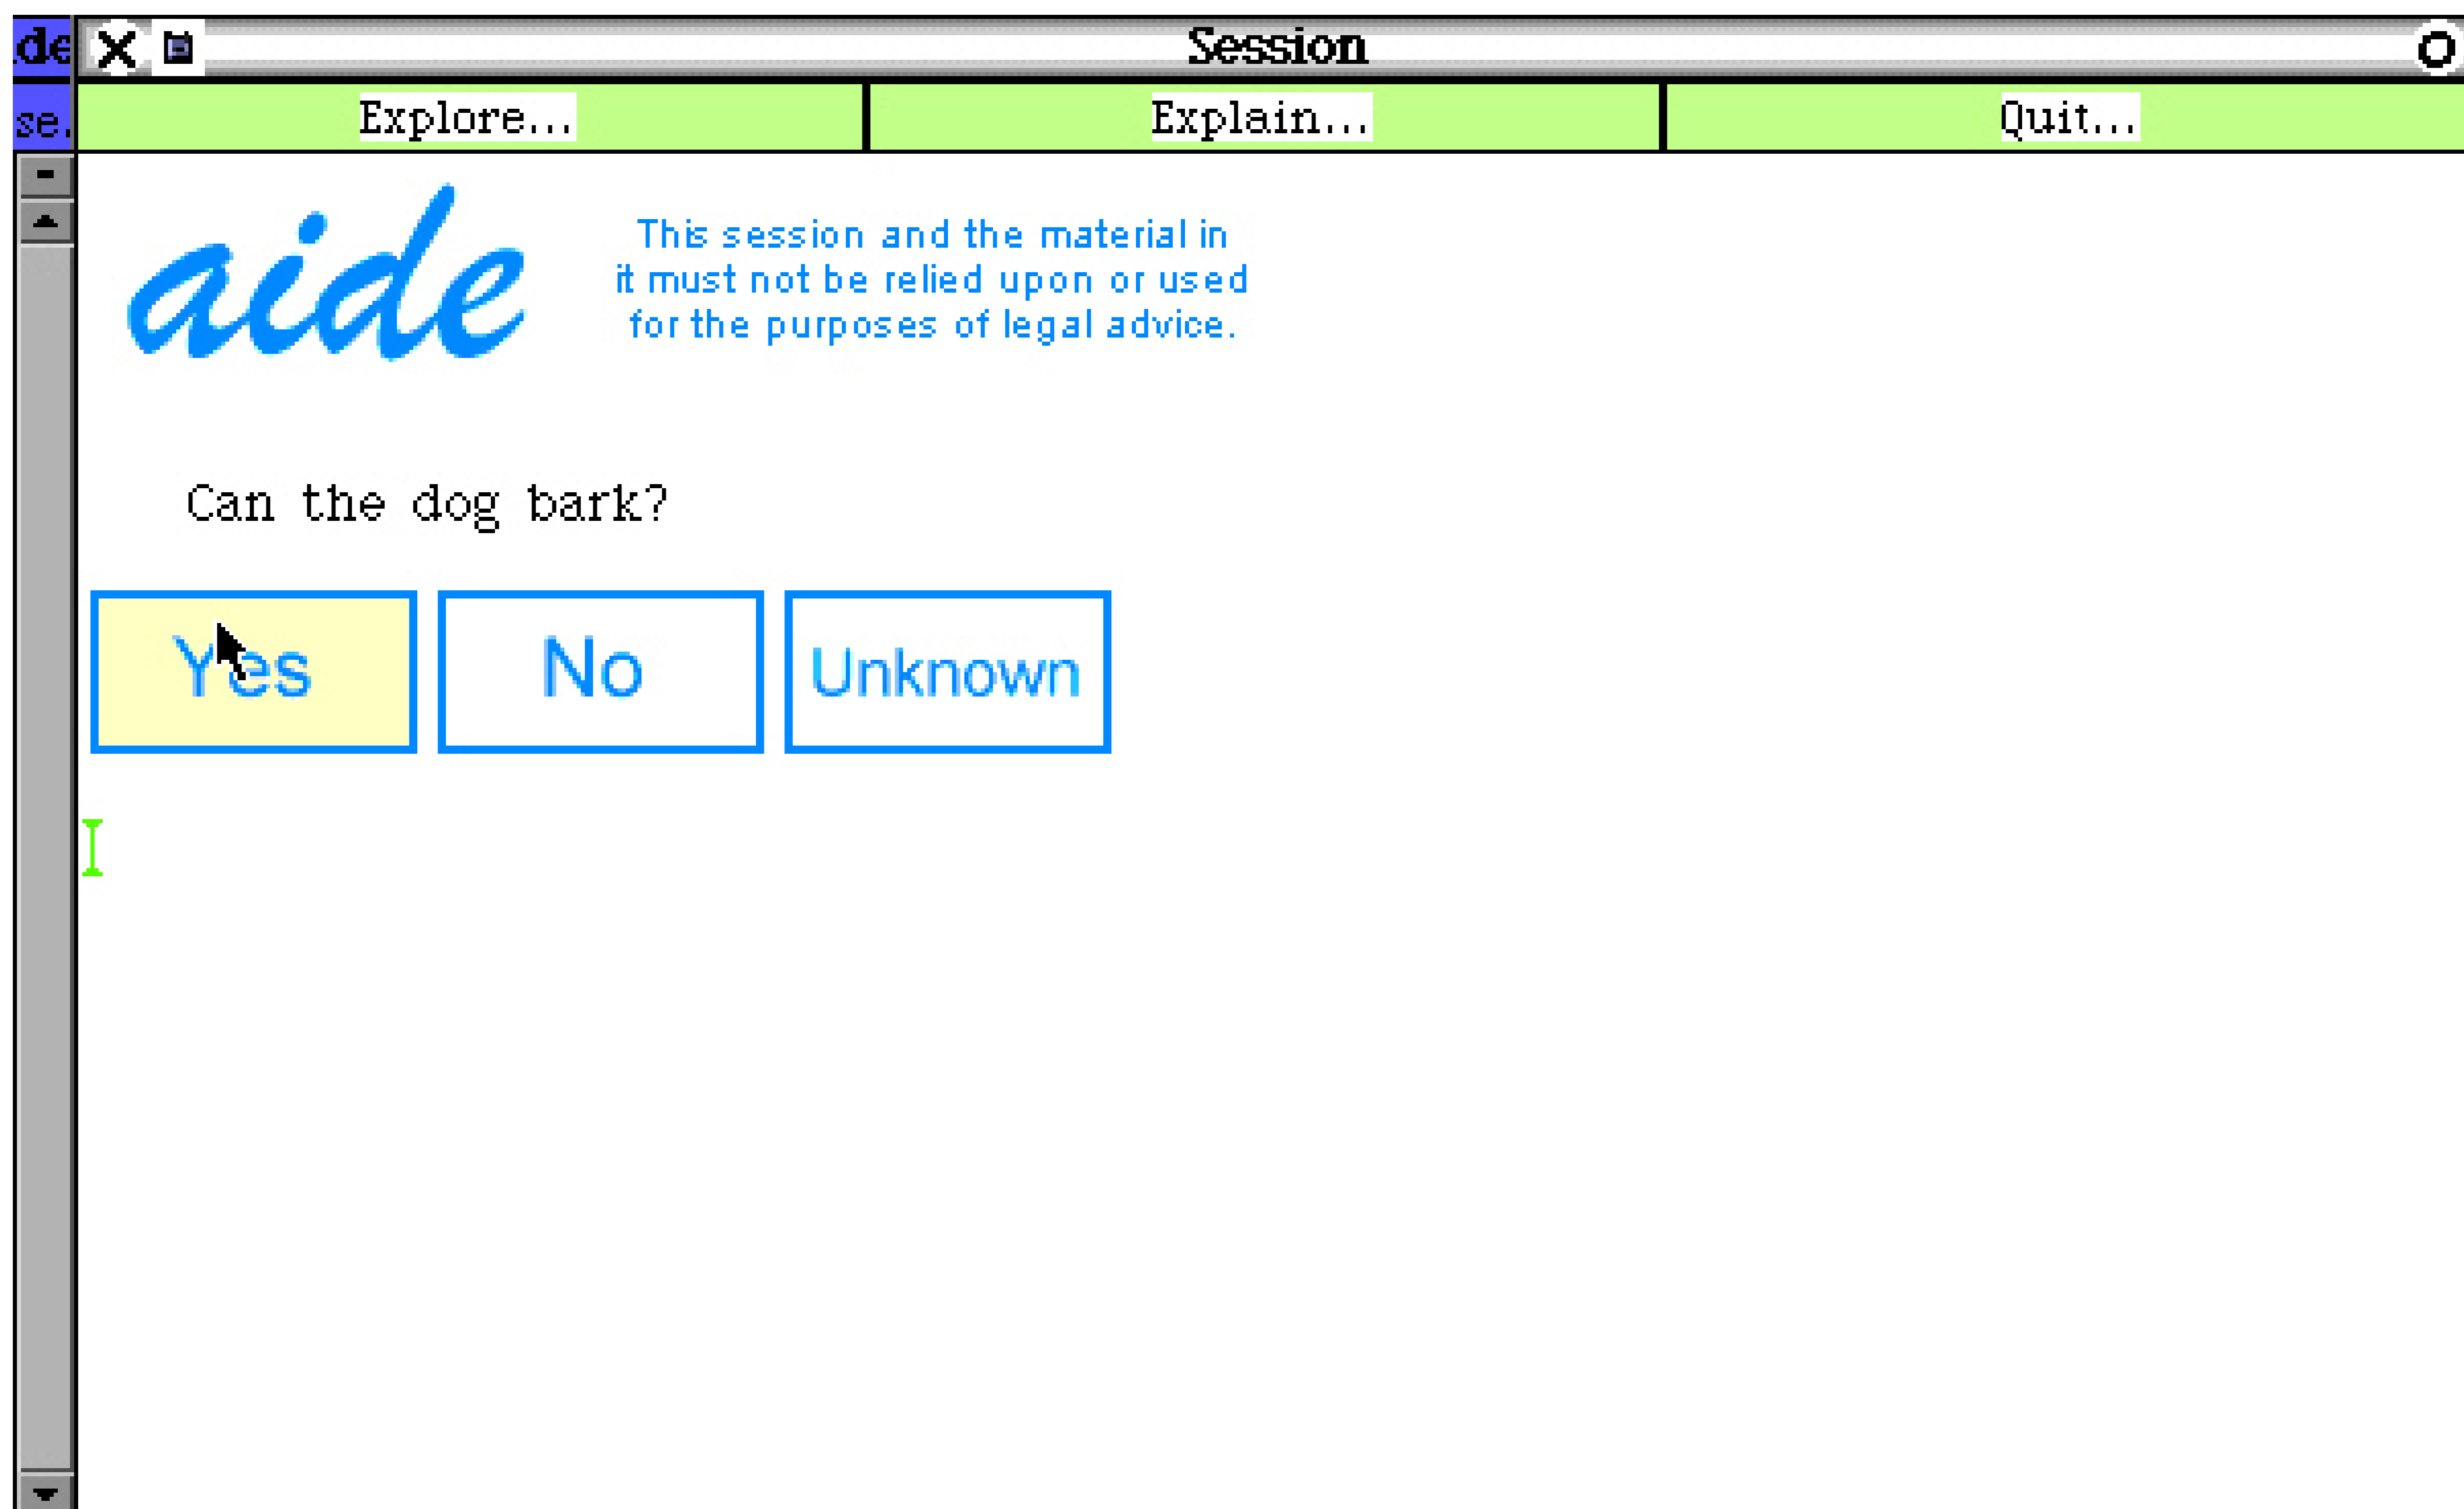 de
Session
se.
Explore...
Explain...
Quit...
aide
This session and the material in
it must not be relied upon or used
for the purposes of legal advice.
Can the dog bark?
Yes
No
Unknown